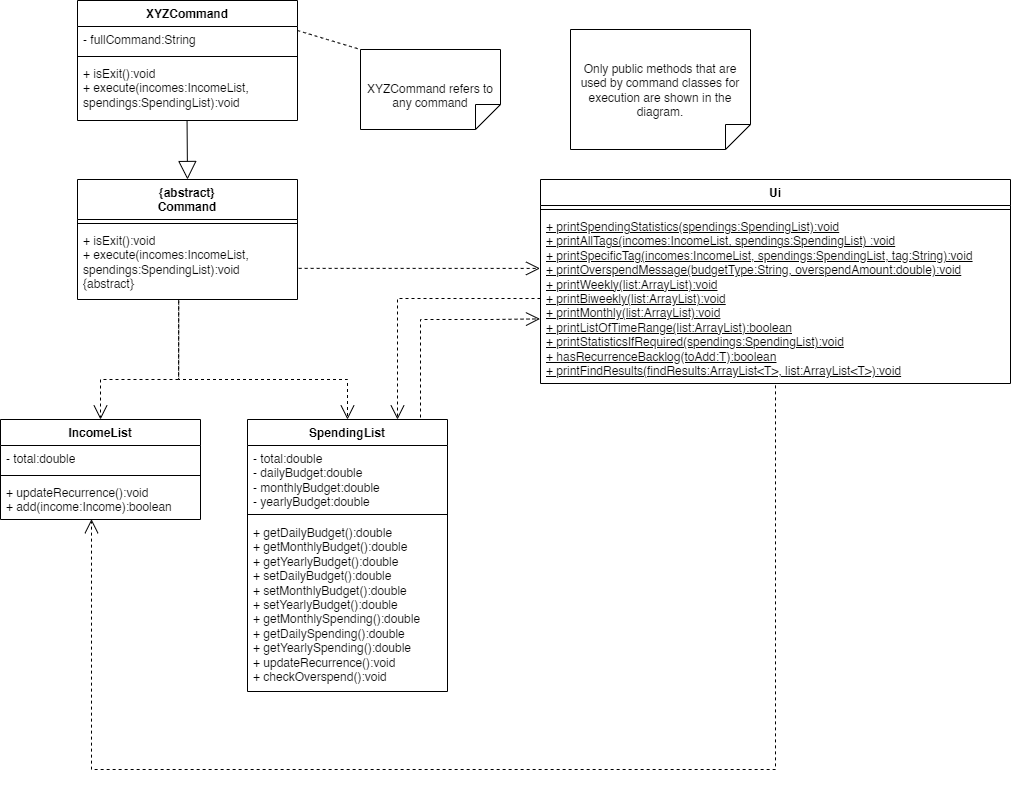 XYZCommand
- fullCommand:String
+ isExit():void
+ execute(incomes:IncomeList,
spendings:SpendingList):void
XYZCommand refers to
any command
Only public methods that are
used by command classes for
execution are shown in the
diagram.
{abstract}
Command
+ isExit():void
+ execute(incomes:IncomeList,
spendings:SpendingList):void
{abstract}
Ui
+ printSpendingStatistics(spendings:SpendingList):void
+ printAllTags(incomes:IncomeList, spendings:SpendingList) :void
+ printSpecificTag(incomes:IncomeList, spendings:SpendingList, tag:String):void
+ printOverspendMessage(budgetType:String, overspendAmount:double):void
+ printWeekly(list:ArrayList):void
+ printBiweekly(list:ArrayList):void
+ printMonthly(list:ArrayList):void
+ printListOfTimeRange(list:ArrayList):boolean
+ printStatisticsIfRequired(spendings:SpendingList):void
+ hasRecurrenceBacklog(toAdd:T):boolean
+ printFindResults(findResults:ArrayList<T>, list:ArrayList<T>):void
IncomeList
- total:double
+ updateRecurrence():void
+ add(income:Income):boolean
SpendingList
- total:double
- dailyBudget:double
- monthlyBudget:double
- yearlyBudget:double
+ getDailyBudget():double
+ getMonthlyBudget():double
+ getYearlyBudget():double
+ setDailyBudget():double
+ setMonthlyBudget():double
+ setYearlyBudget():double
+ getMonthlySpending():double
+ getDailySpending():double
+ getYearlySpending():double
+ updateRecurrence():void
+ checkOverspend():void